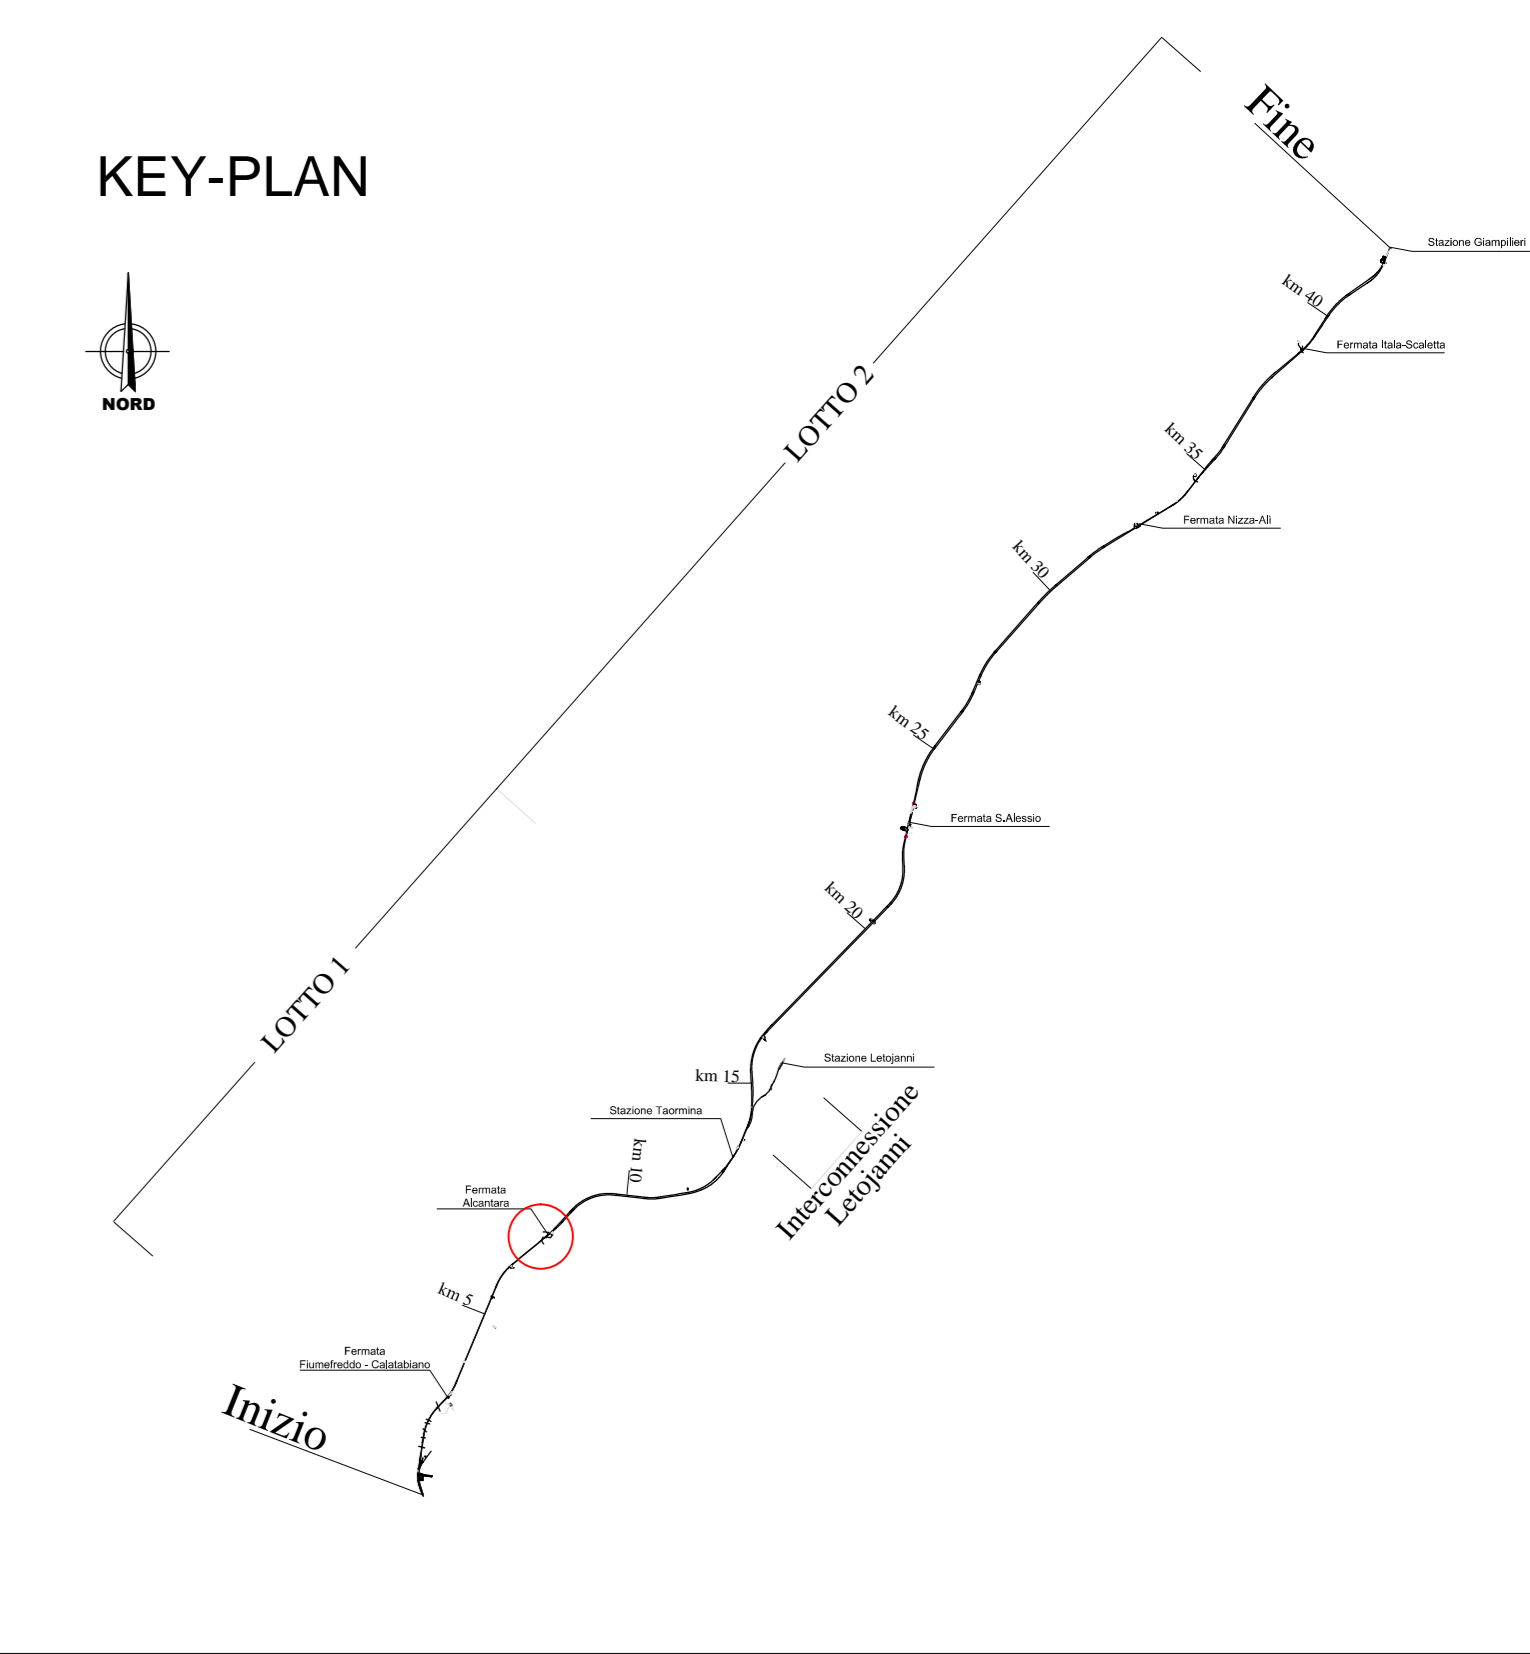 Fine
KEY-PLAN
Stazione Giampilieri
km 40
Fermata Itala-Scaletta
NORD
LOTTO 2
km 35
Fermata Nizza-Alì
km 30
km 25
Fermata S.Alessio
km 20
LOTTO 1
Stazione Letojanni
km 15
Stazione Taormina
Interconnessione
Letojanni
km 10
Fermata
Alcantara
km 5
Fermata
Fiumefreddo - Calatabiano
Inizio